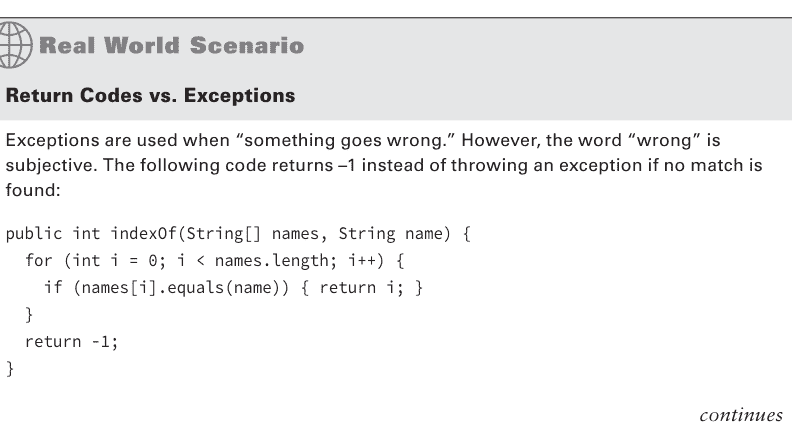 Real World Scenario
Return Codes vs. Exceptions
Exceptions are used when “something goes wrong.” However, the word “wrong” is
subjective. The following code returns –1 instead of throwing an exception if no match is
found:
public int indexOf(String[] names, String name) {
  for (int i = 0; i < names.length; i++) {
    if (names[i].equals(name)) { return i; }
  }
  return -1;
}
continues